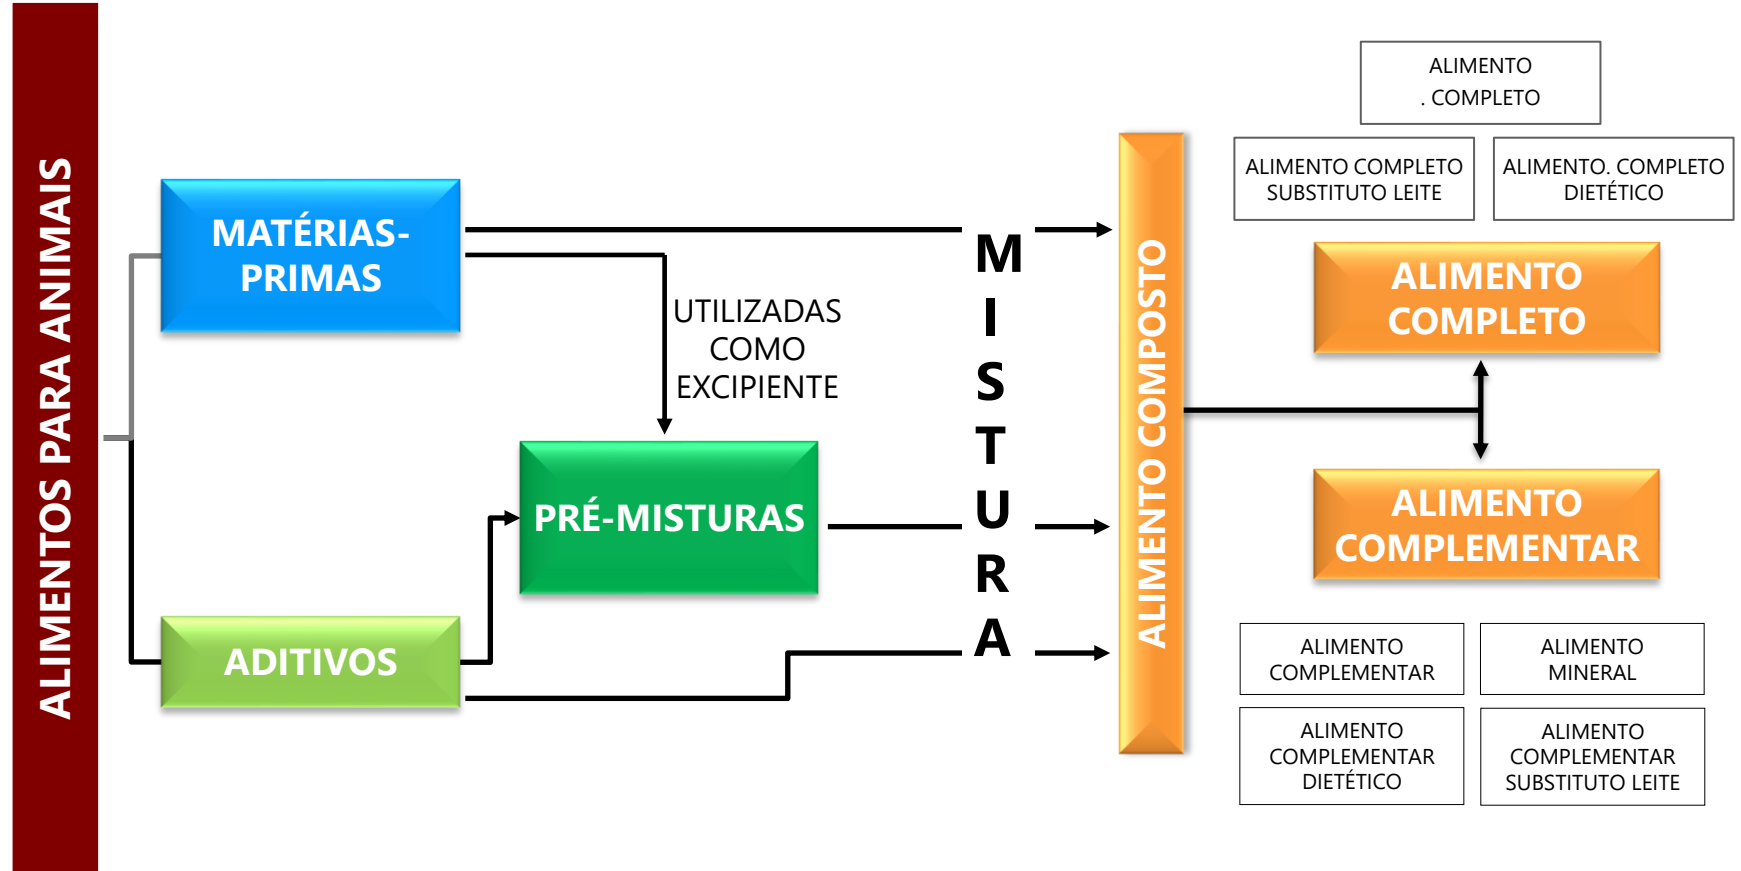 ALIMENTOS PARA ANIMAIS
MATÉRIAS-
PRIMAS
UTILIZADAS
COMO
EXCIPIENTE
PRÉ-MISTURAS
ADITIVOS
M
I
S
T
U
R
A
ALIMENTO COMPOSTO
ALIMENTO
. COMPLETO
ALIMENTO COMPLETO
SUBSTITUTO LEITE
ALIMENTO. COMPLETO
DIETÉTICO
ALIMENTO
COMPLETO
ALIMENTO
COMPLEMENTAR
ALIMENTO
COMPLEMENTAR
ALIMENTO
MINERAL
ALIMENTO
COMPLEMENTAR
DIETÉTICO
ALIMENTO
COMPLEMENTAR
SUBSTITUTO LEITE